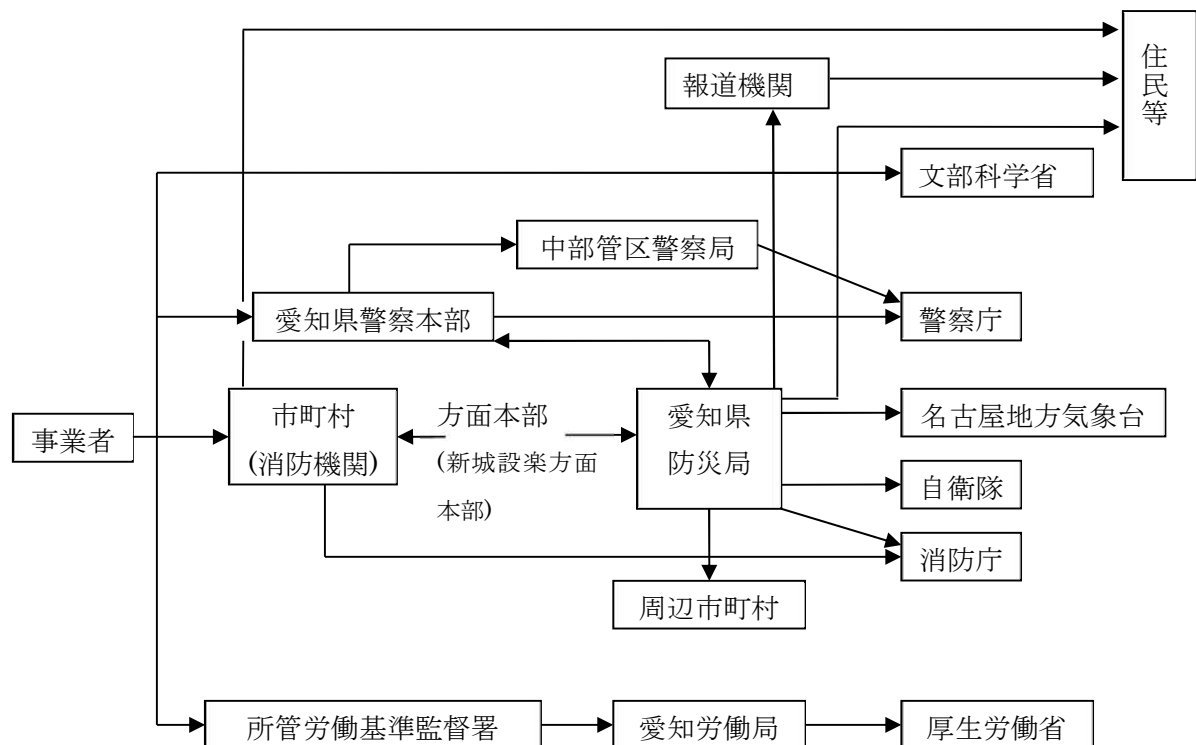 住民等
報道機関
文部科学省
中部管区警察局
愛知県警察本部
警察庁
事業者
市町村
(消防機関)
方面本部
(新城設楽方面
本部)
愛知県
防災局
名古屋地方気象台
自衛隊
消防庁
周辺市町村
所管労働基準監督署
愛知労働局
厚生労働省